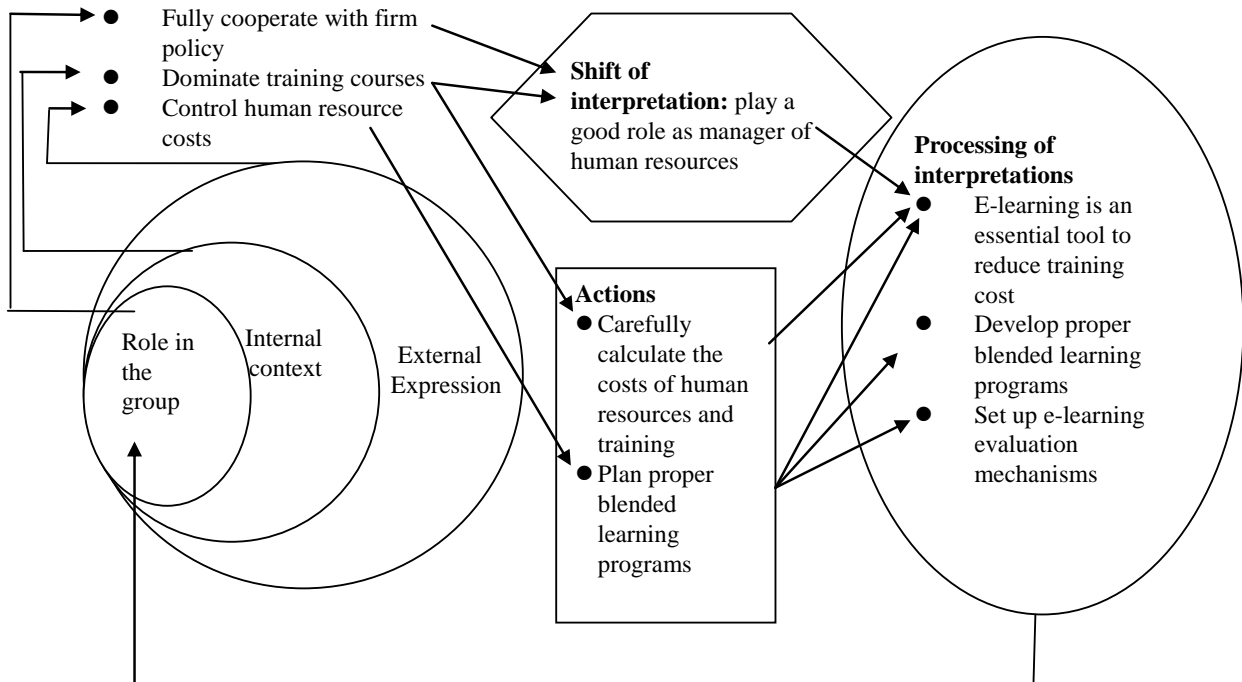 Fully cooperate with firm
policy
Dominate training courses
Control human resource
costs
Shift of
interpretation: play a
good role as manager of
human resources
Processing of
interpretations
E-learning is an
essential tool to
reduce training
cost
Develop proper
blended learning
programs
Set up e-learning
evaluation
mechanisms
Role in
the
group
Internal
context
External
Expression
Actions
Carefully
calculate the
costs of human
resources and
training
Plan proper
blended
learning
programs